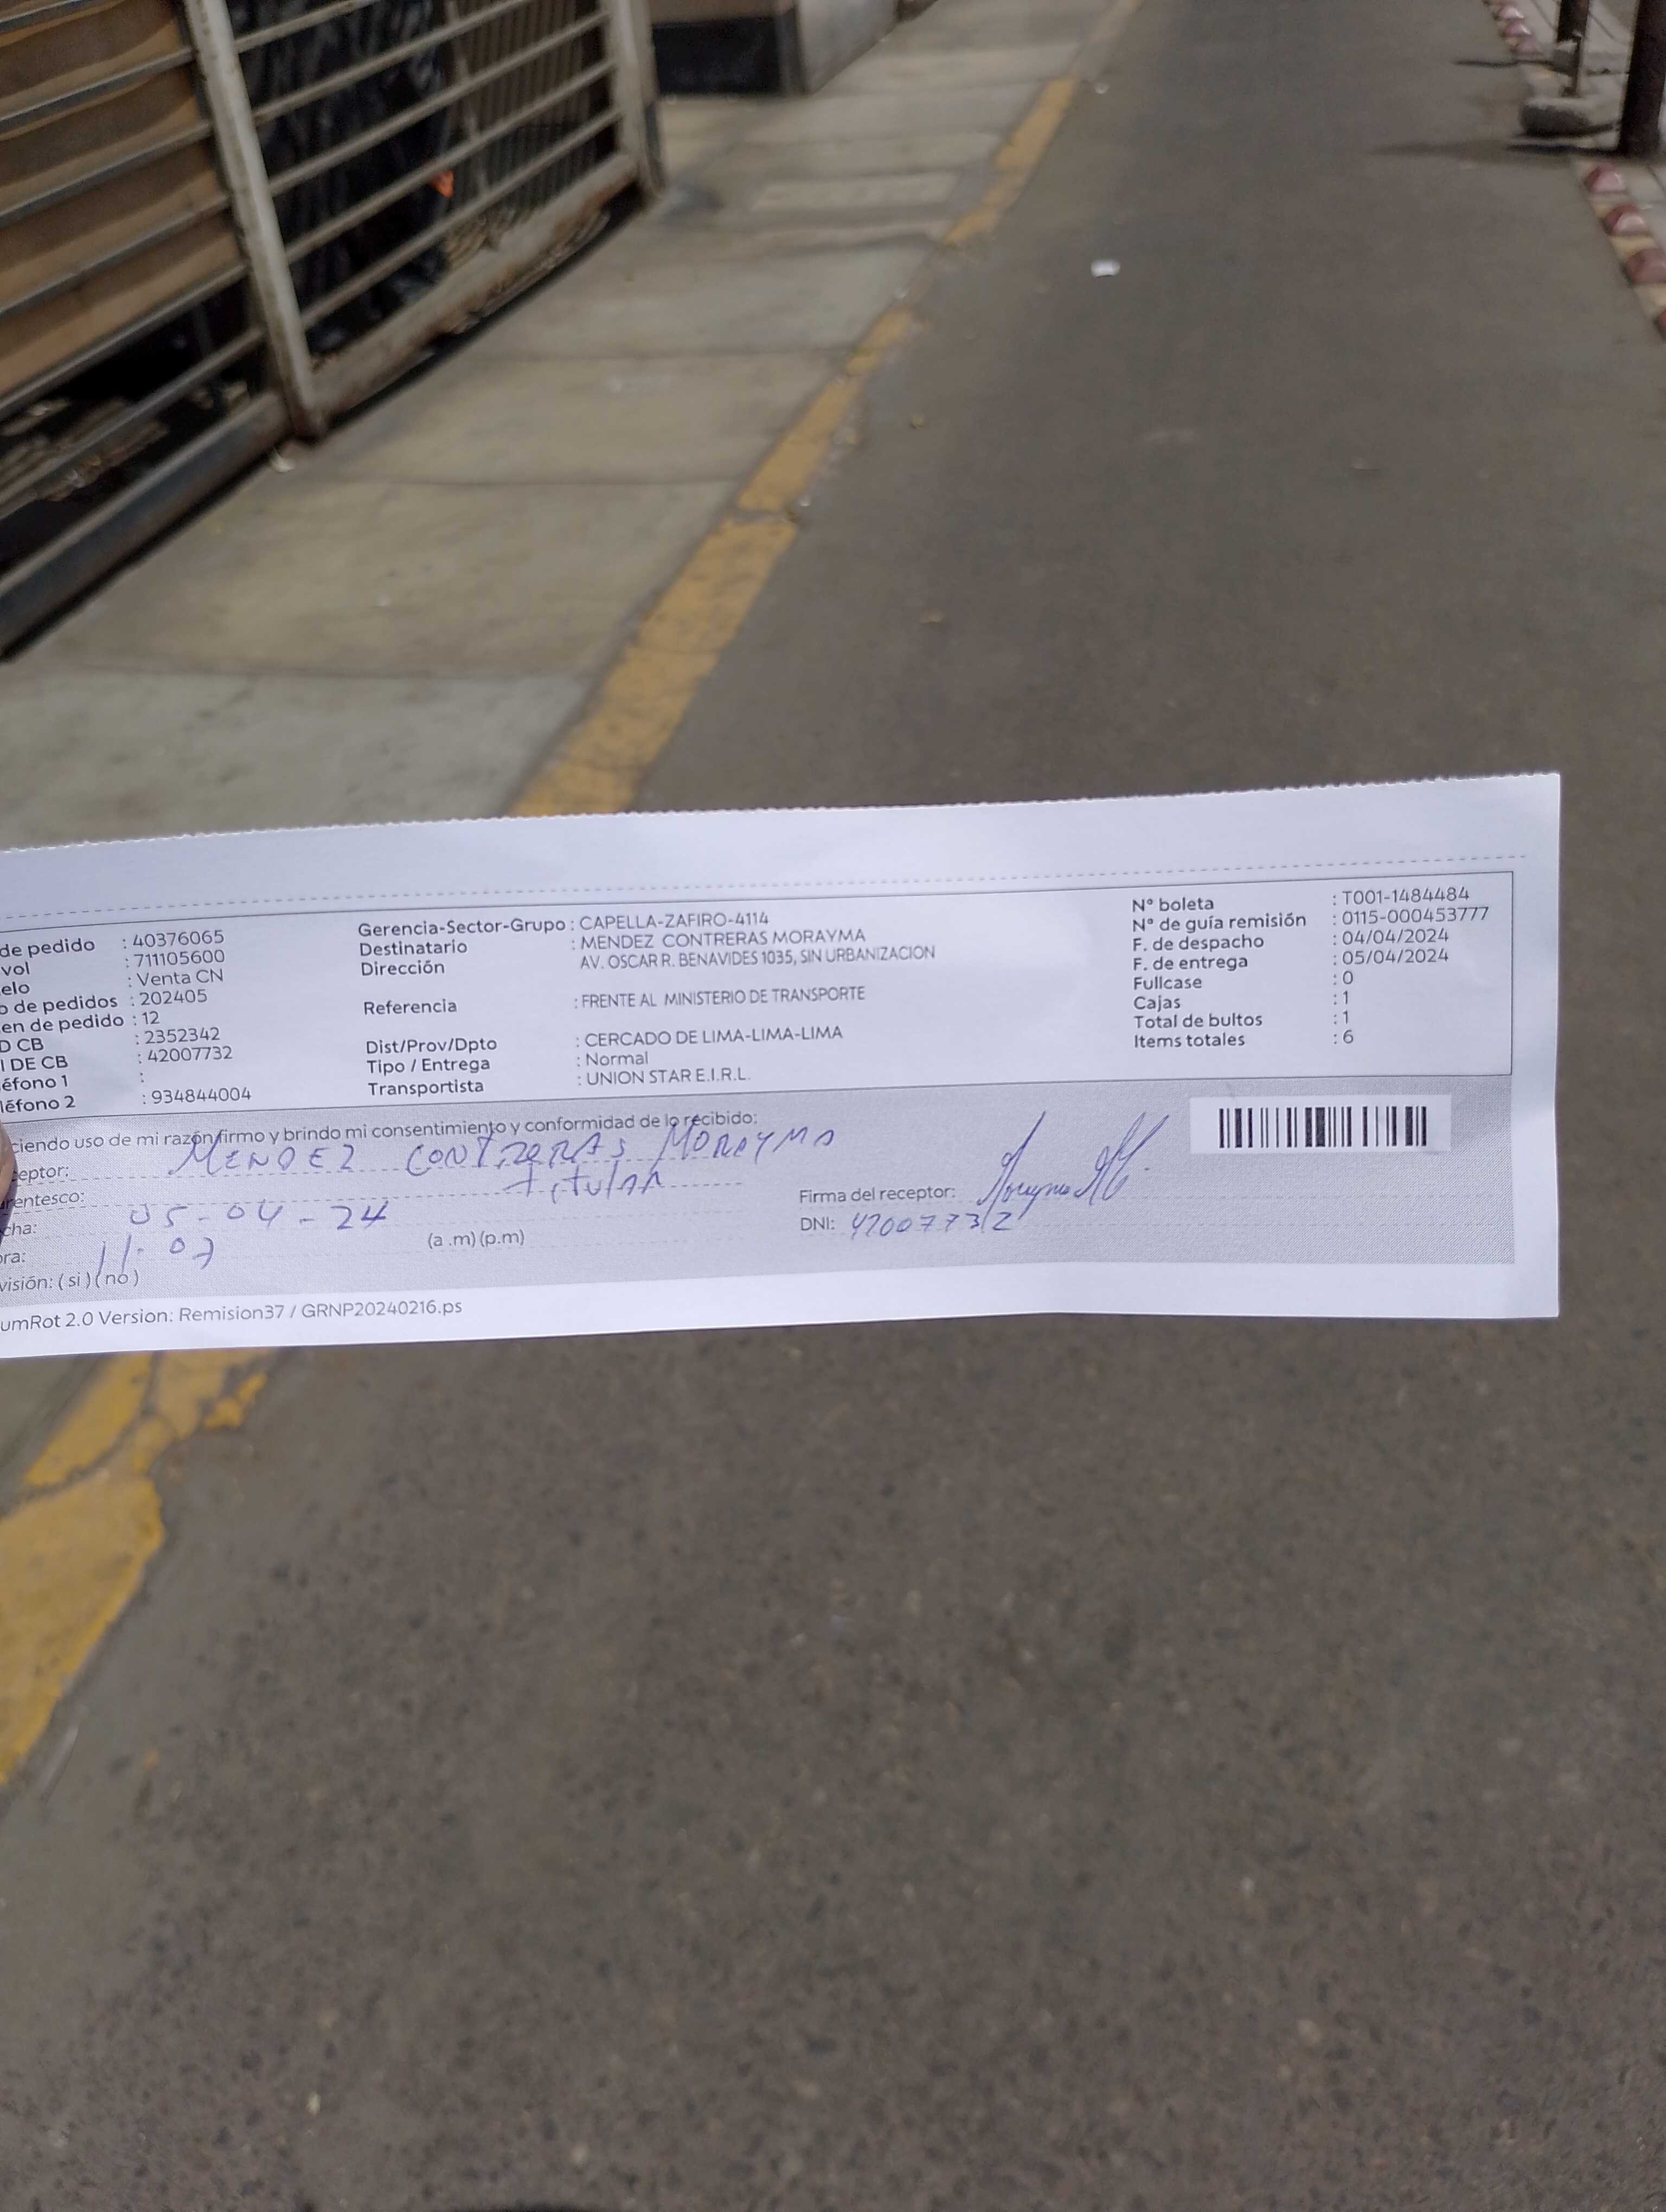 de pedido : 40376065
vol : 711105600
elo : Venta CN
o de pedidos : 202405
en de pedido : 12
D CB : 2352342
I DE CB : 42007732
éfono 1 :
léfono 2 : 934844004
Gerencia-Sector-Grupo : CAPELLA-ZAFIRO-4114
Destinatario : MENDEZ CONTRERAS MORAYMA
Dirección AV. OSCAR R. BENAVIDES 1035, SIN URBANIZACION
Referencia : FRENTE AL MINISTERIO DE TRANSPORTE
Dist/Prov/Dpto : CERCADO DE LIMA-LIMA-LIMA
Tipo / Entrega : Normal
Transportista : UNION STAR E.I.R.L.
Nº boleta : T001-1484484
Nº de guía remisión : 0115-000453777
F. de despacho : 04/04/2024
F. de entrega : 05/04/2024
Fullcase : 0
Cajas : 1
Total de bultos : 1
Items totales : 6
ciendo uso de mi razón firmo y brindo mi consentimiento y conformidad de lo recibido:
eptor: MENDEZ CONTRERAS MORAYMA
rentesco: titular
cha: 05-04-24
ora: 11:07 (a .m) (p.m)
visión: ( si ) ( no )
Firma del receptor: Morayma
DNI: 42007732
umRot 2.0 Version: Remision37 / GRNP20240216.ps